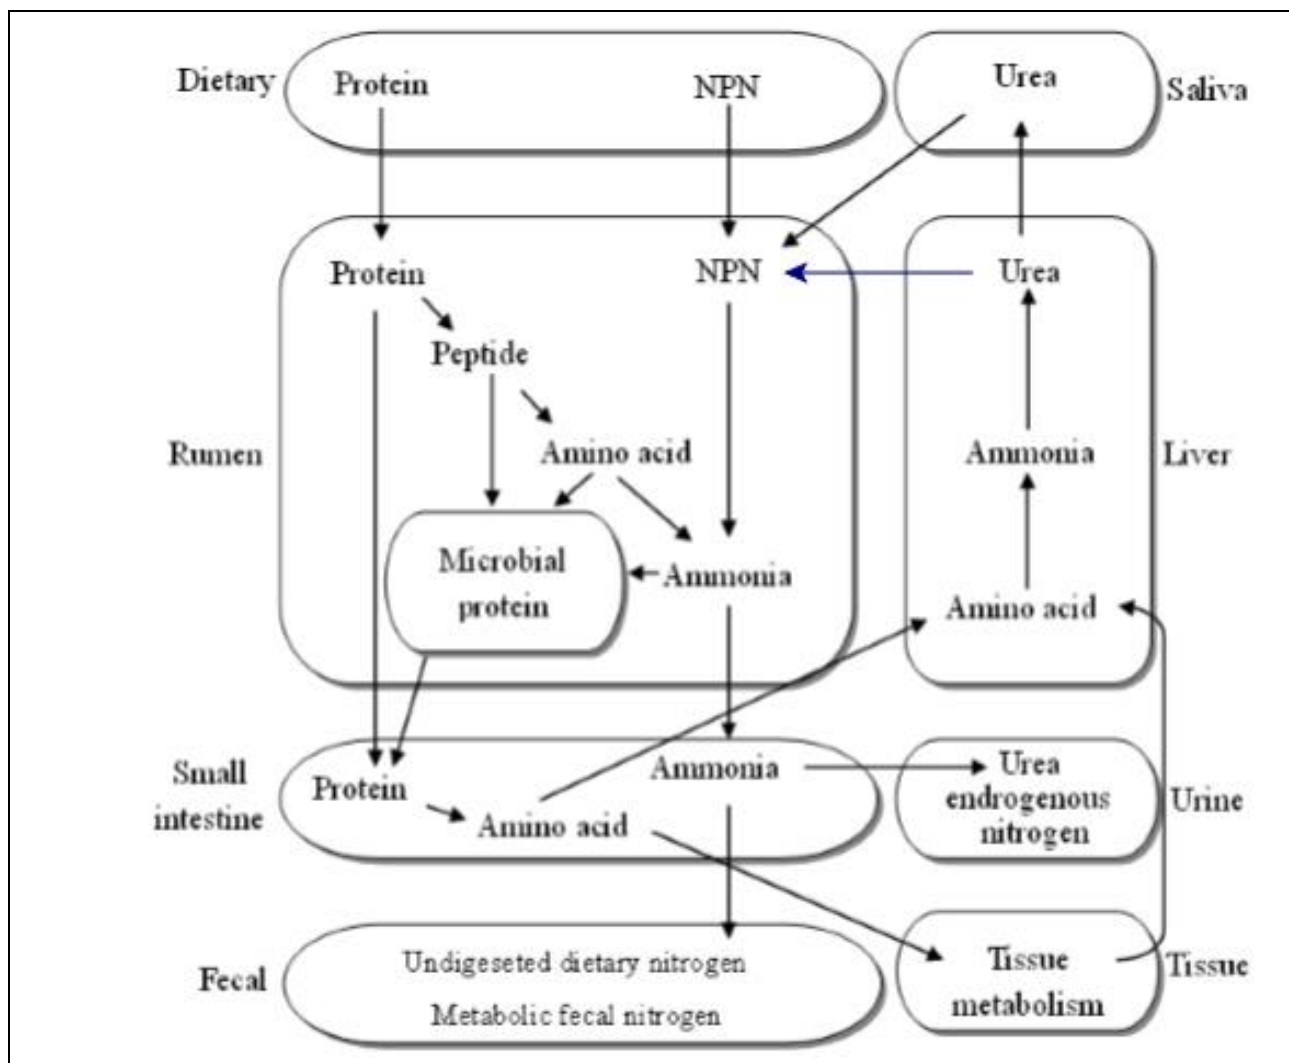 Dietary
Protein
NPN
Urea
Saliva
Protein
NPN
Urea
Peptide
Rumen
Amino acid
Ammonia
Liver
Microbial
protein
Ammonia
Amino acid
Small
intestine
Protein
Ammonia
Amino acid
Urea
endrogenous
nitrogen
Urine
Fecal
Undigeseted dietary nitrogen
Metabolic fecal nitrogen
Tissue
metabolism
Tissue